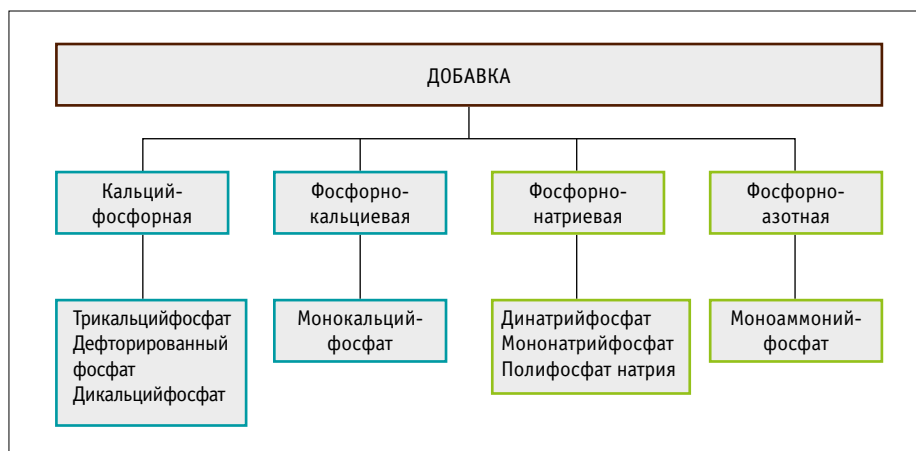 ДОБАВКА
Кальций-
фосфорная
Фосфорно-
кальциевая
Фосфорно-
натриевая
Фосфорно-
азотная
Трикальцийфосфат
Дефторированный
фосфат
Дикальцийфосфат
Монокальций-
фосфат
Динатрийфосфат
Мононатрийфосфат
Полифосфат натрия
Моноаммоний-
фосфат